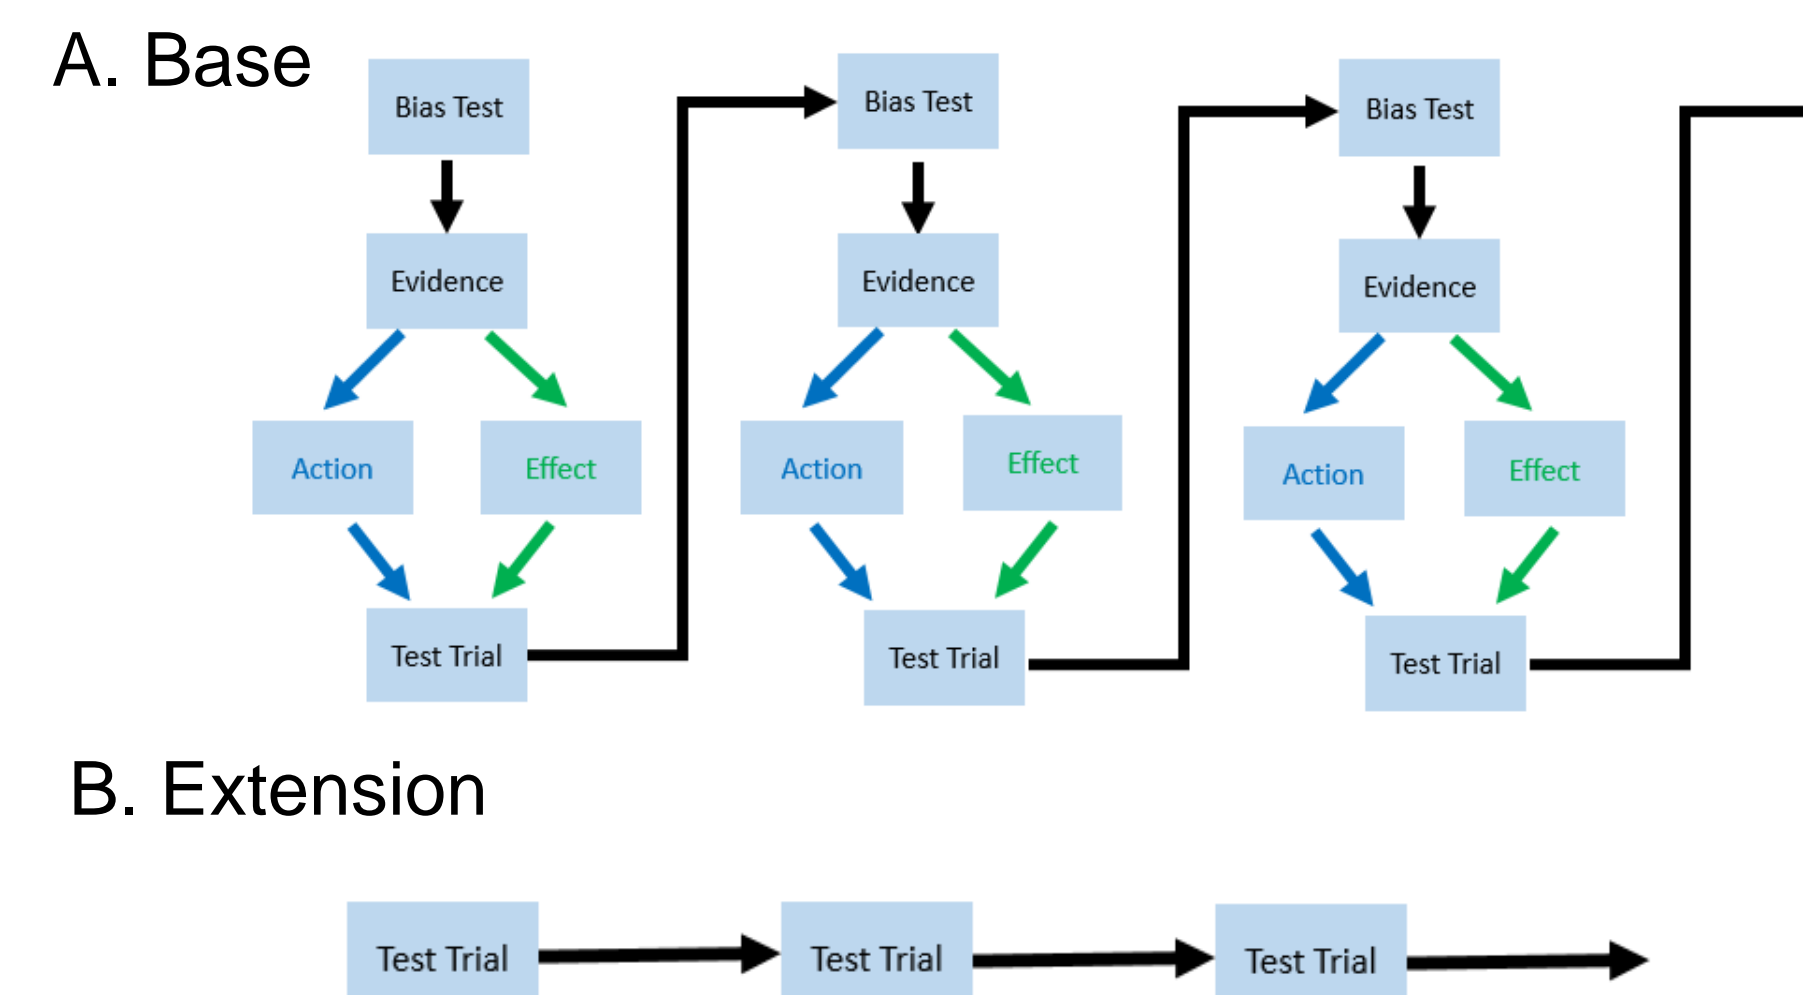 A. Base
Bias Test
Bias Test
Bias Test
Evidence
Evidence
Evidence
Action
Effect
Action
Effect
Action
Effect
Test Trial
Test Trial
Test Trial
B. Extension
Test Trial
Test Trial
Test Trial